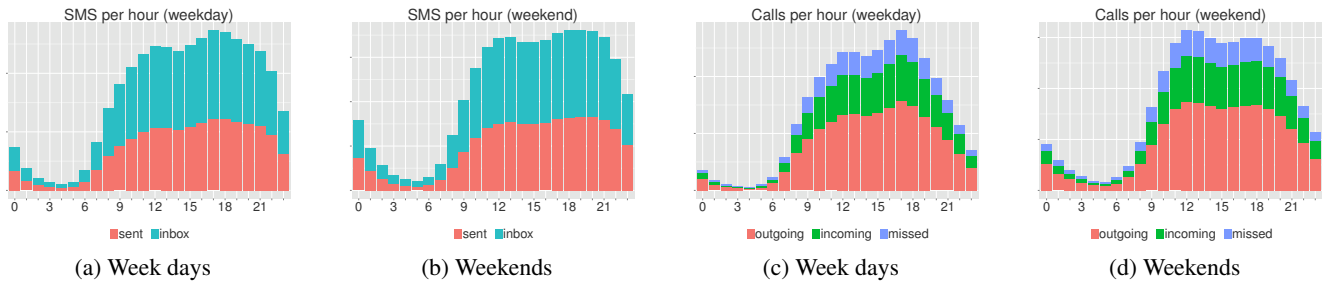 SMS per hour (weekday)
0 3 6 9 12 15 18 21
sent inbox
(a) Week days
SMS per hour (weekend)
0 3 6 9 12 15 18 21
sent inbox
(b) Weekends
Calls per hour (weekday)
0 3 6 9 12 15 18 21
outgoing incoming missed
(c) Week days
Calls per hour (weekend)
0 3 6 9 12 15 18 21
outgoing incoming missed
(d) Weekends